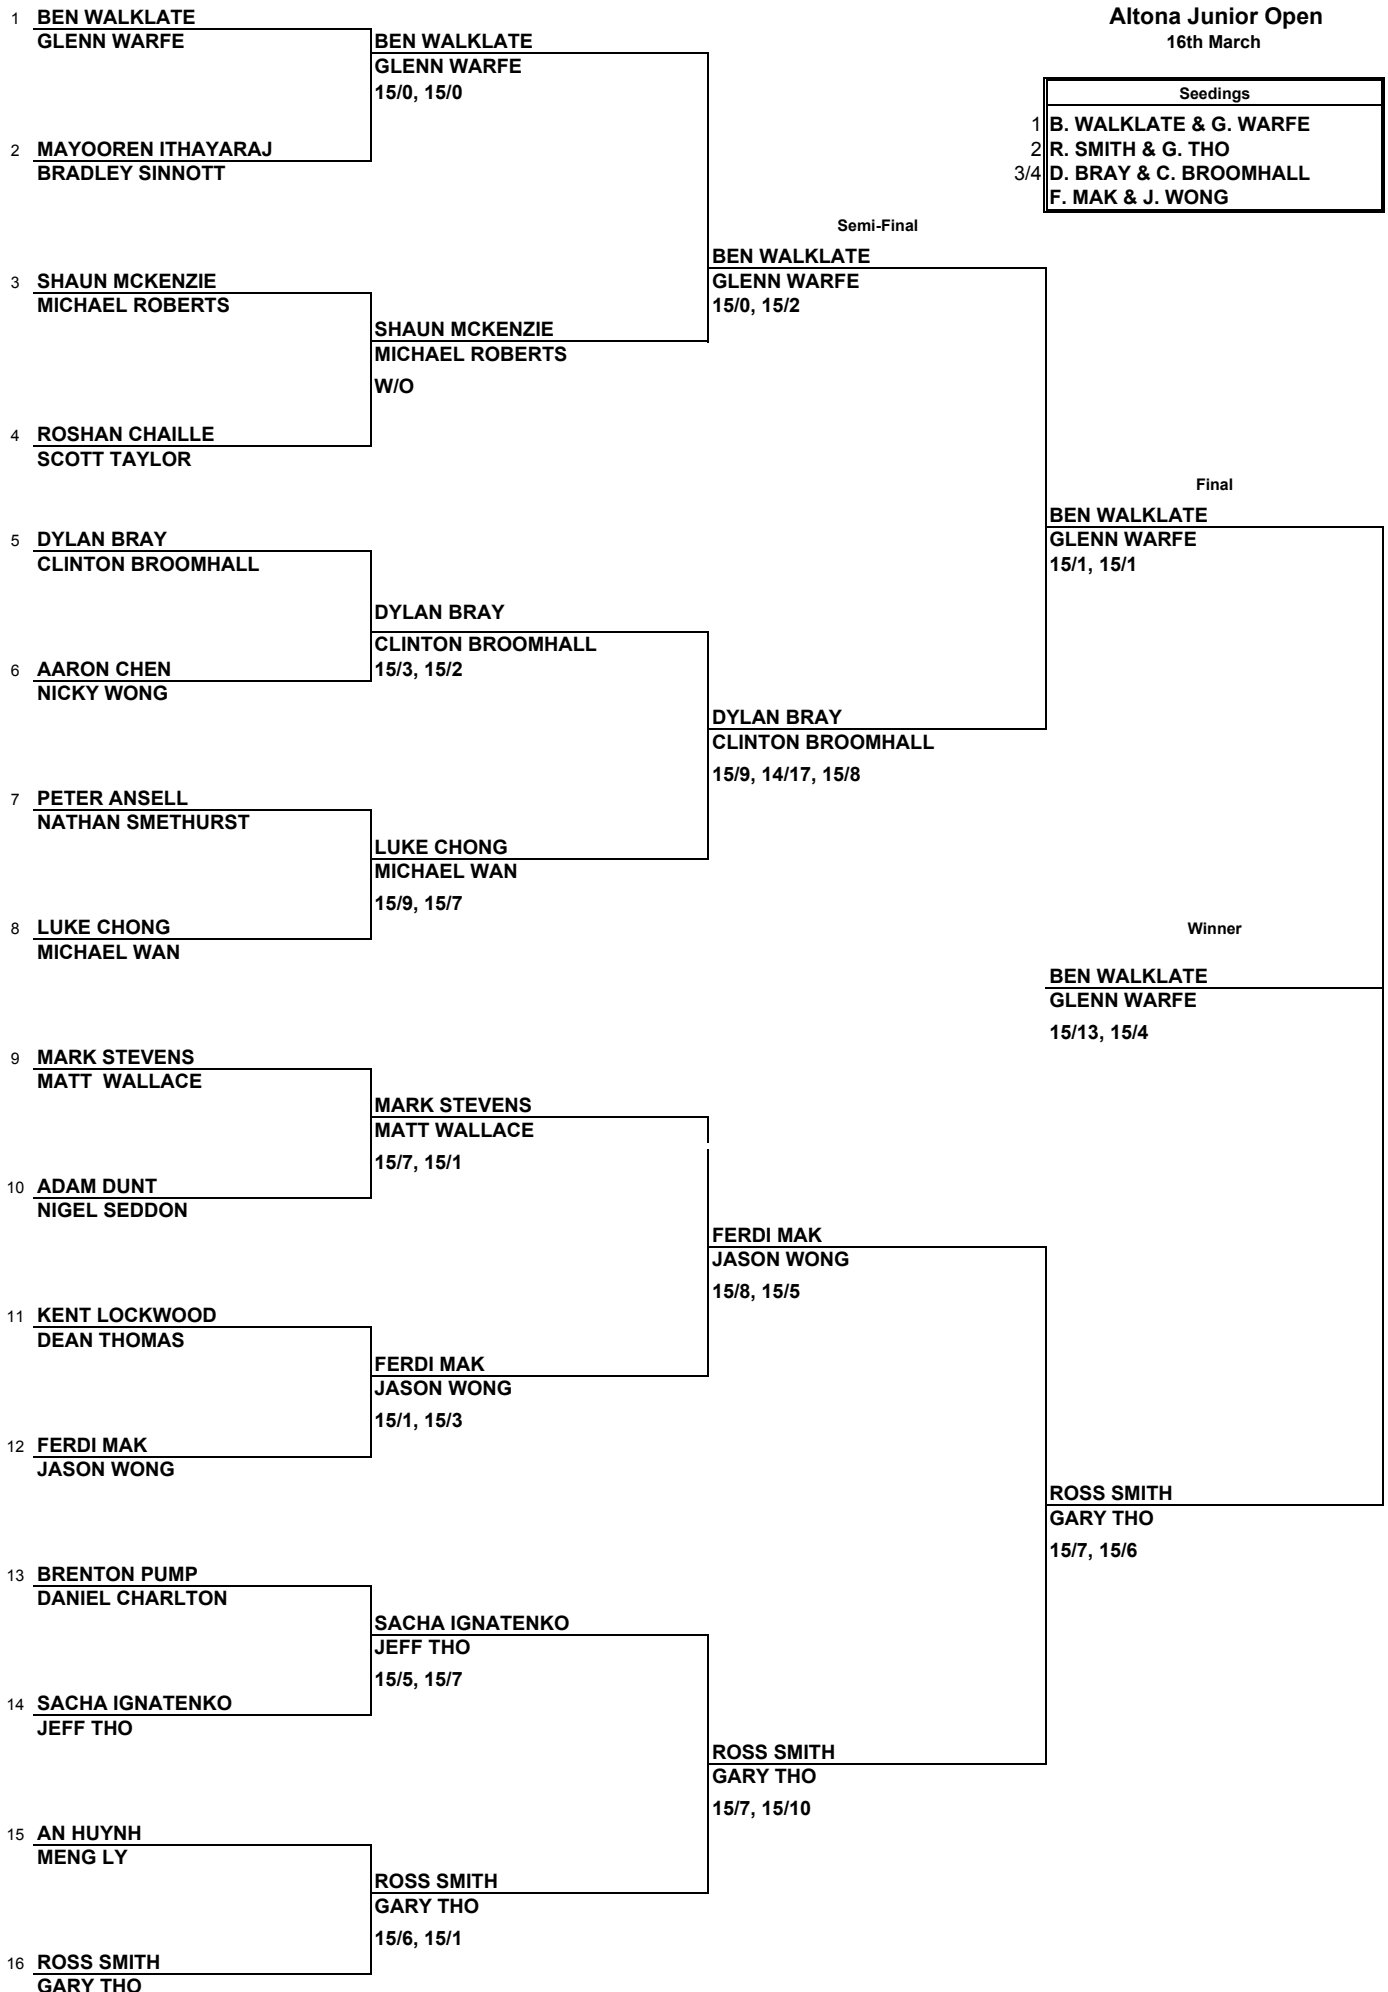 Altona Junior Open
16th March
Seedings
1 B. WALKLATE & G. WARFE
2 R. SMITH & G. THO
3/4 D. BRAY & C. BROOMHALL
F. MAK & J. WONG
1 BEN WALKLATE
GLENN WARFE
2 MAYOOREN ITHAYARAJ
BRADLEY SINNOTT
3 SHAUN MCKENZIE
MICHAEL ROBERTS
4 ROSHAN CHAILLE
SCOTT TAYLOR
5 DYLAN BRAY
CLINTON BROOMHALL
6 AARON CHEN
NICKY WONG
7 PETER ANSELL
NATHAN SMETHURST
8 LUKE CHONG
MICHAEL WAN
9 MARK STEVENS
MATT  WALLACE
10 ADAM DUNT
NIGEL SEDDON
11 KENT LOCKWOOD
DEAN THOMAS
12 FERDI MAK
JASON WONG
13 BRENTON PUMP
DANIEL CHARLTON
14 SACHA IGNATENKO
JEFF THO
15 AN HUYNH
MENG LY
16 ROSS SMITH
GARY THO
BEN WALKLATE
GLENN WARFE
15/0, 15/0
SHAUN MCKENZIE
MICHAEL ROBERTS
W/O
DYLAN BRAY
CLINTON BROOMHALL
15/3, 15/2
LUKE CHONG
MICHAEL WAN
15/9, 15/7
MARK STEVENS
MATT WALLACE
15/7, 15/1
FERDI MAK
JASON WONG
15/1, 15/3
SACHA IGNATENKO
JEFF THO
15/5, 15/7
ROSS SMITH
GARY THO
15/6, 15/1
Semi-Final
BEN WALKLATE
GLENN WARFE
15/0, 15/2
DYLAN BRAY
CLINTON BROOMHALL
15/9, 14/17, 15/8
FERDI MAK
JASON WONG
15/8, 15/5
ROSS SMITH
GARY THO
15/7, 15/10
Final
BEN WALKLATE
GLENN WARFE
15/1, 15/1
ROSS SMITH
GARY THO
15/7, 15/6
Winner
BEN WALKLATE
GLENN WARFE
15/13, 15/4